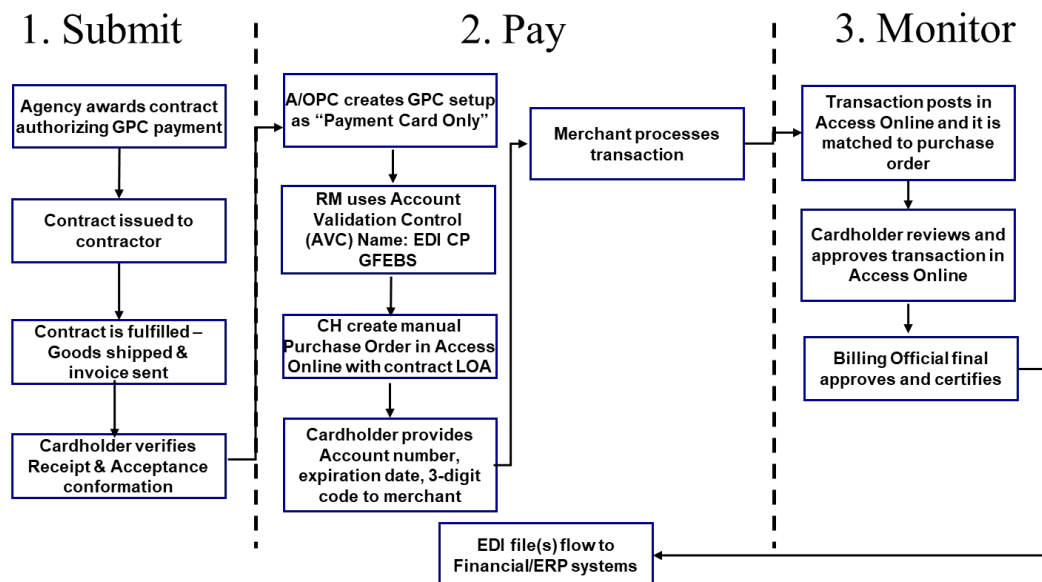 1. Submit
Agency awards contract
authorizing GPC payment
Contract issued to
contractor
Contract is fulfilled –
Goods shipped &
invoice sent
Cardholder verifies
Receipt & Acceptance
conformation
2. Pay
A/OPC creates GPC setup
as “Payment Card Only”
RM uses Account
Validation Control
(AVC) Name: EDI CP
GFEBS
CH create manual
Purchase Order in Access
Online with contract LOA
Cardholder provides
Account number,
expiration date, 3-digit
code to merchant
Merchant processes
transaction
3. Monitor
Transaction posts in
Access Online and it is
matched to purchase
order
Cardholder reviews and
approves transaction in
Access Online
Billing Official final
approves and certifies
EDI file(s) flow to
Financial/ERP systems